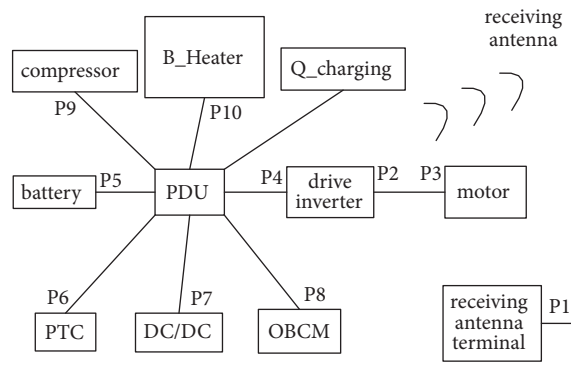 receiving
antenna
B_Heater
compressor
Q_charging
P9
P10
battery
P5
PDU
P4
drive
inverter
P2
P3
motor
P6
P7
P8
PTC
DC/DC
OBCM
receiving
antenna
terminal
P1